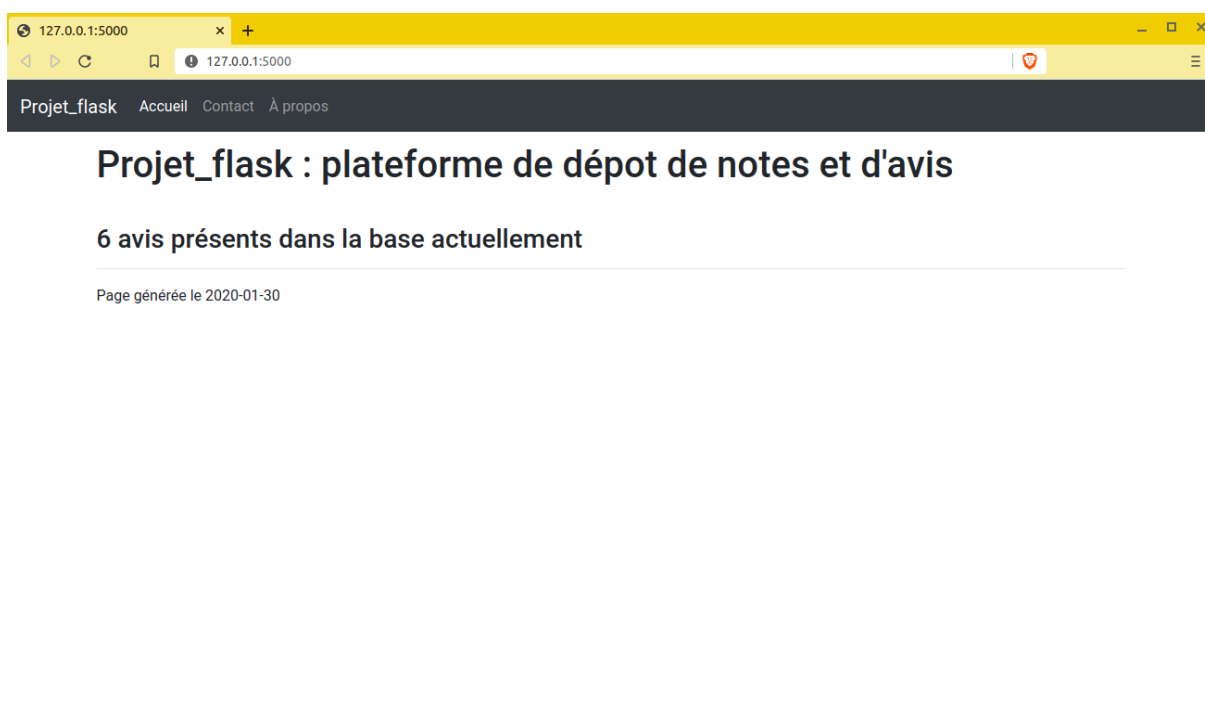 127.0.0.1:5000
127.0.0.1:5000
Projet_flask Accueil Contact À propos
Projet_flask : plateforme de dépot de notes et d'avis
6 avis présents dans la base actuellement
Page générée le 2020-01-30